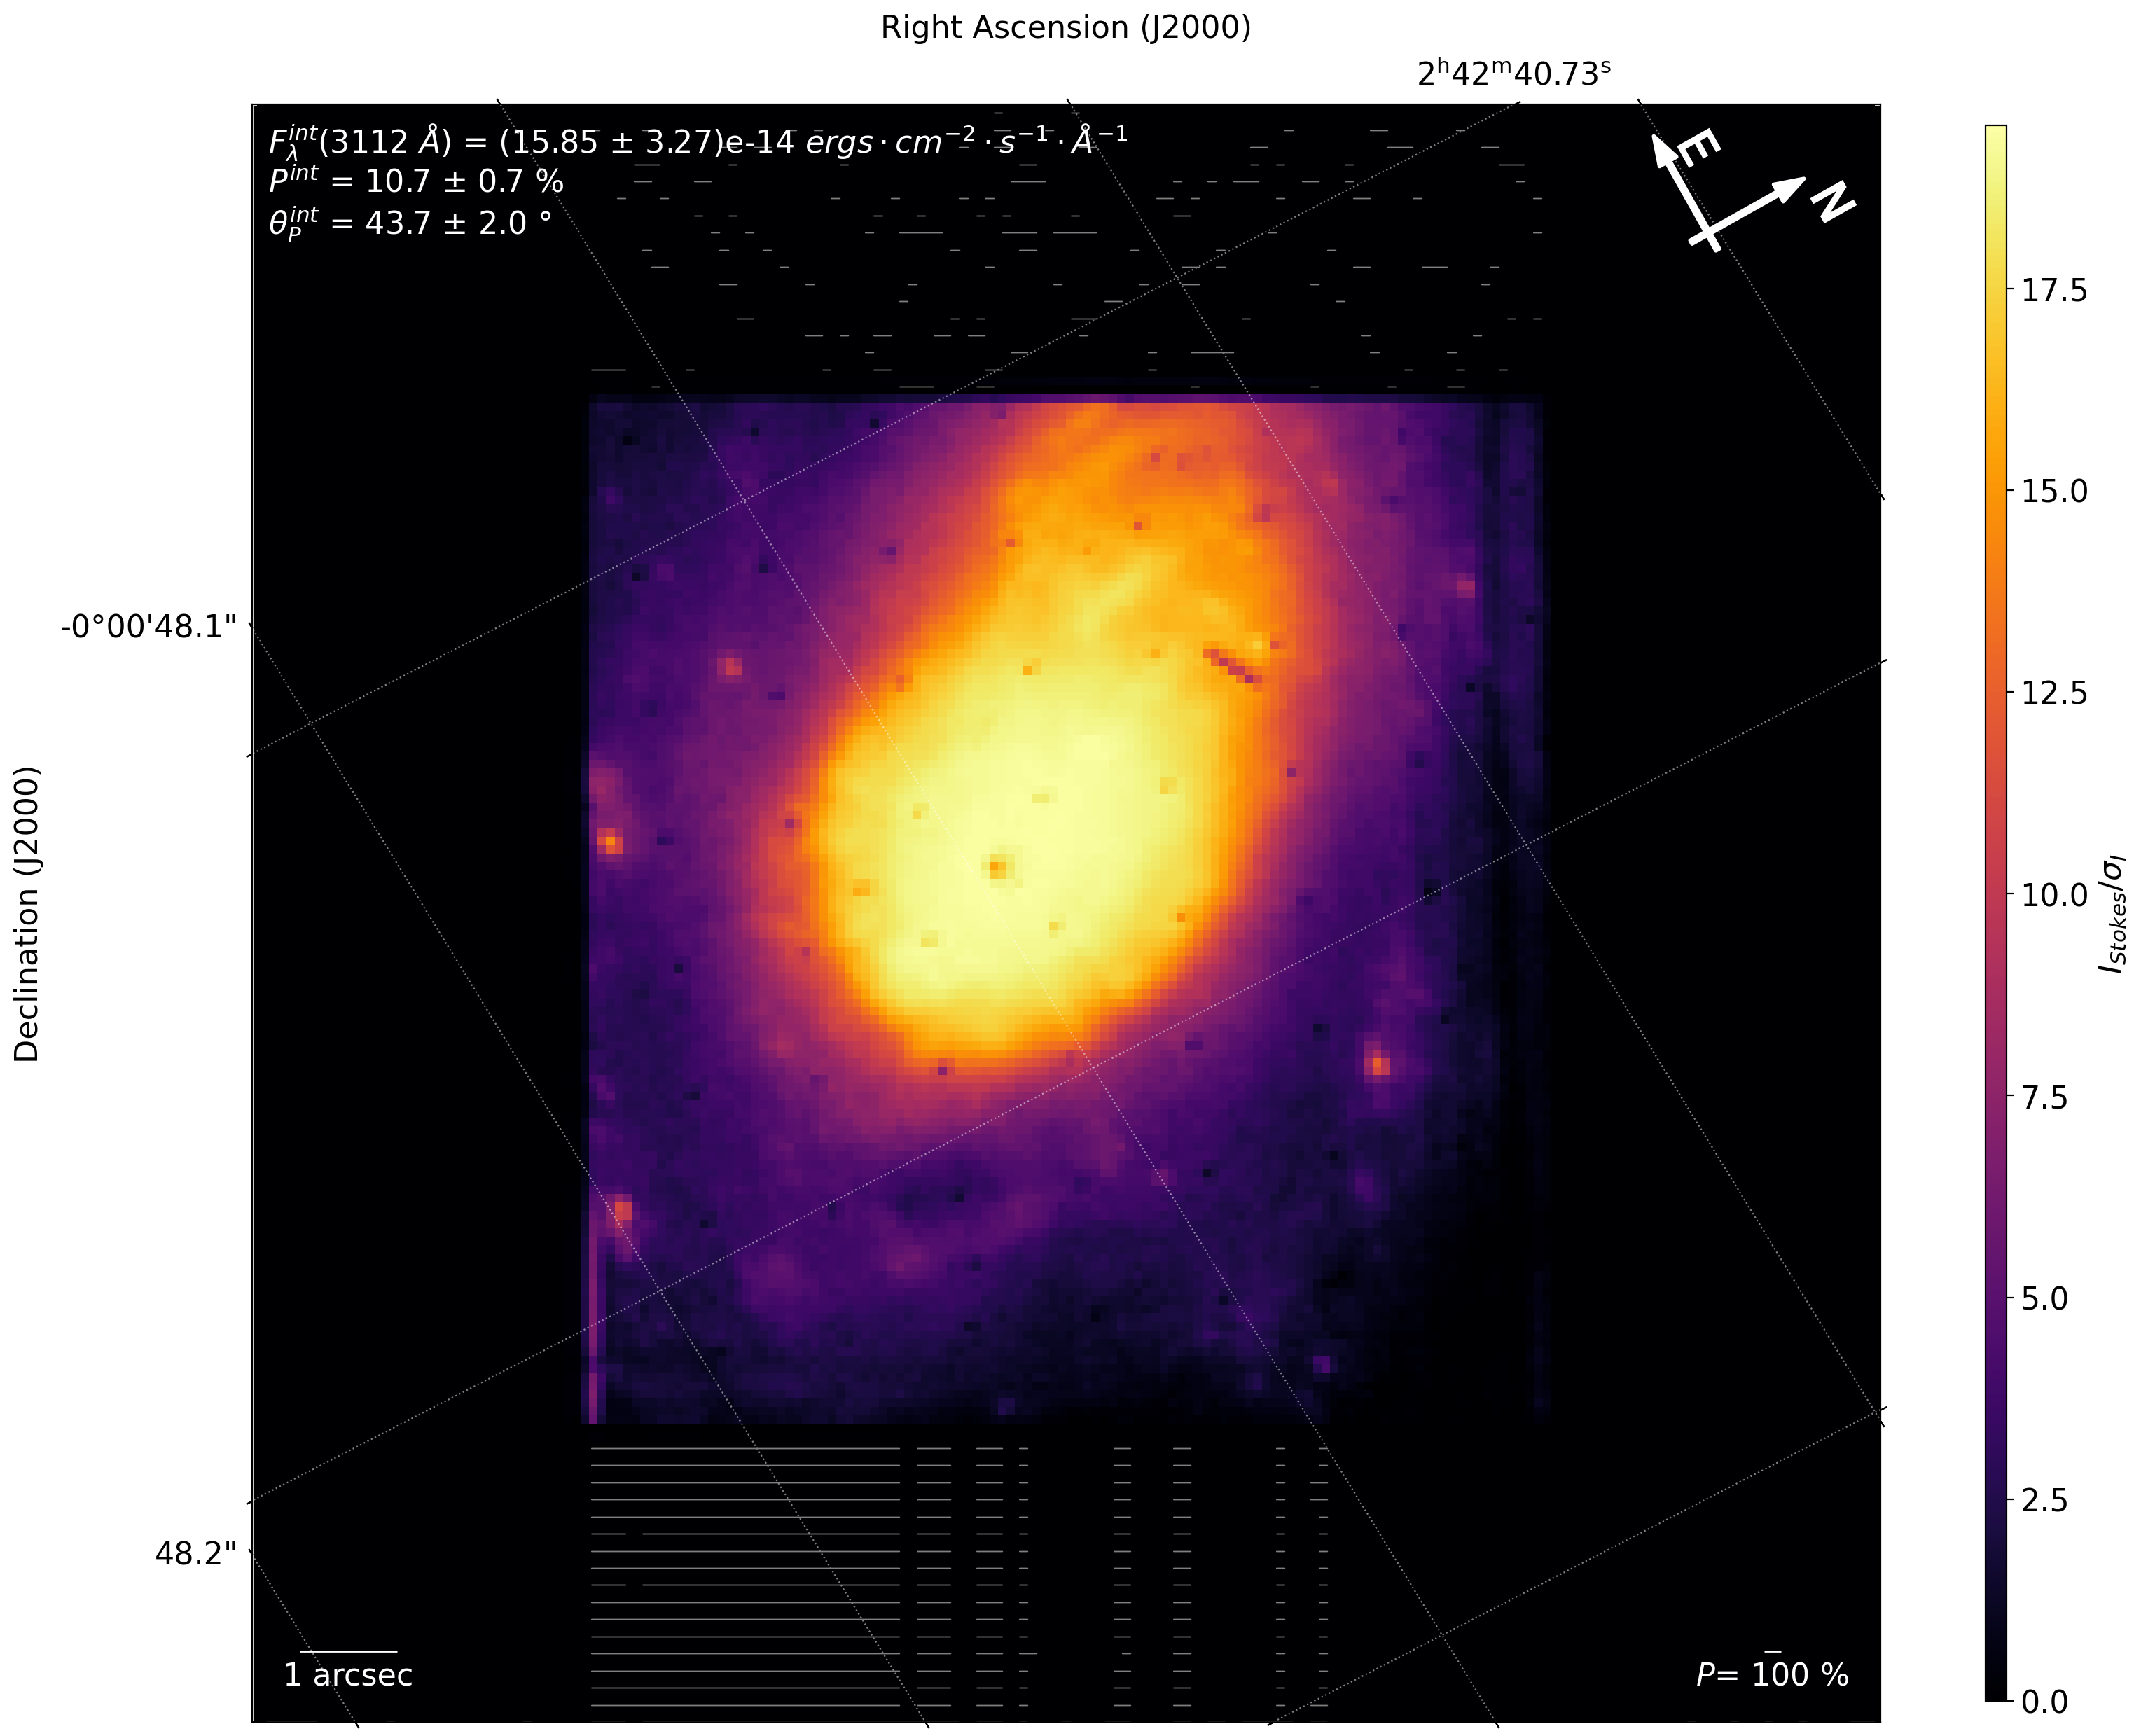 Right Ascension (J2000)
2ʰ42ᵐ40.73ˢ
F_λ^int(3112 Å) = (15.85 ± 3.27)e-14 ergs · cm⁻² · s⁻¹ · Å⁻¹
P^int = 10.7 ± 0.7 %
θ_P^int = 43.7 ± 2.0 °
E
N
17.5
-0°00'48.1"
15.0
12.5
Declination (J2000)
10.0
I_Stokes/σ_I
7.5
5.0
2.5
48.2"
1 arcsec
P= 100 %
0.0